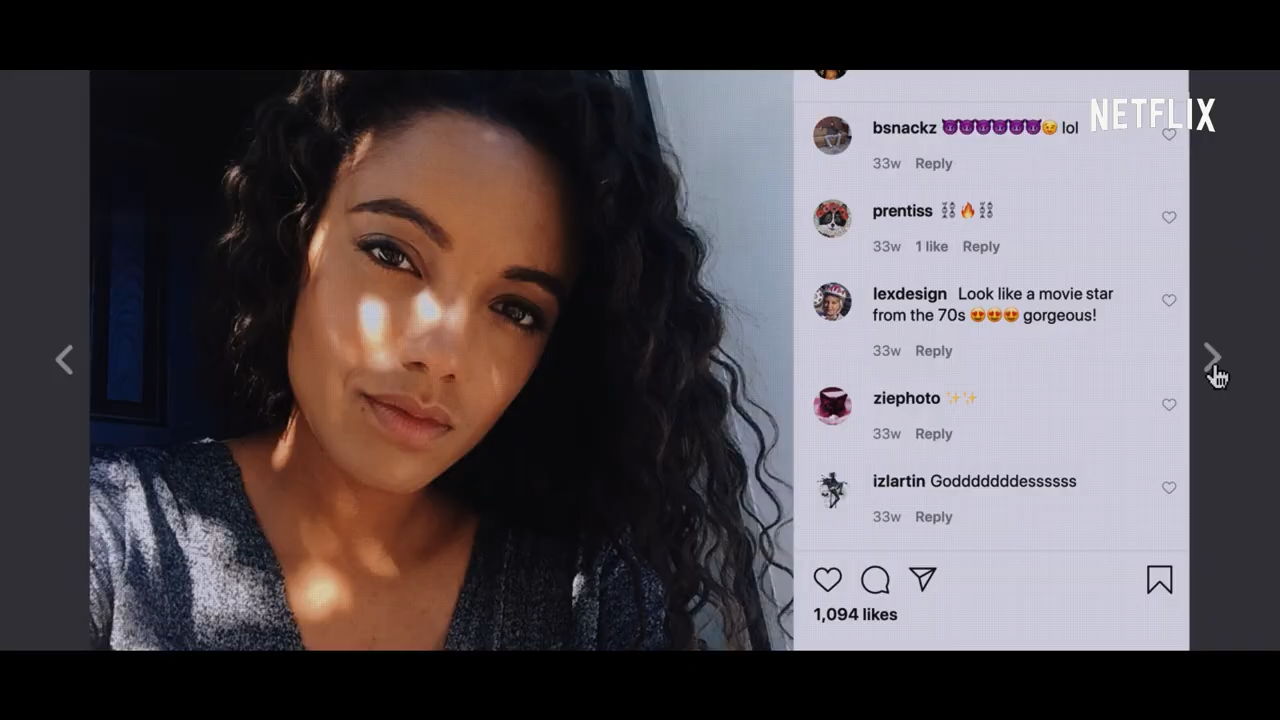 NETFLIX
bsnackz 😈😈😈😈😈😈😉 lol
33w Reply
prentiss ⛓🔥⛓
33w 1 like Reply
lexdesign Look like a movie star
from the 70s 😍😍😍 gorgeous!
33w Reply
ziephoto ✨✨
33w Reply
izlartin Godddddddessssss
33w Reply
1,094 likes